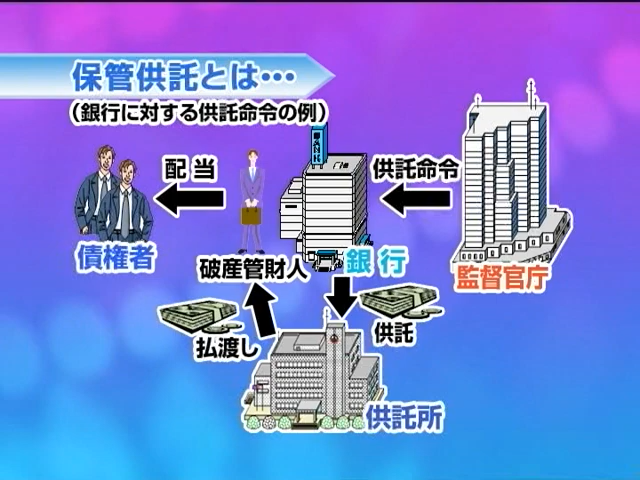 保管供託とは・・・
(銀行に対する供託命令の例)
配当
BANK
供託命令
債権者
破産管財人
銀行
監督官庁
払渡し
供託
供託所